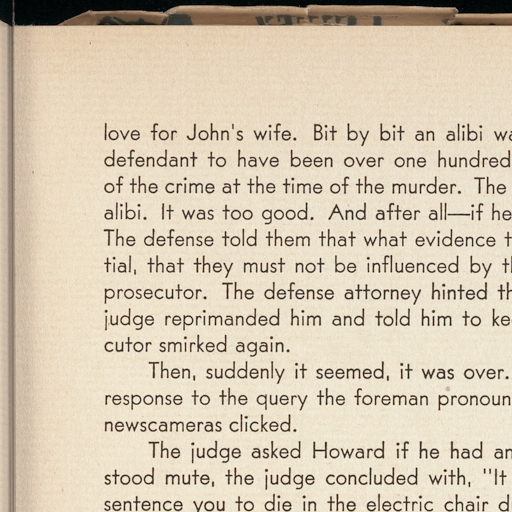 love for John's wife. Bit by bit an alibi
defendant to have been over one hundred
of the crime at the time of the murder. The
alibi. It was too good. And after all—if he
The defense told them that what evidence
tial, that they must not be influenced by
prosecutor. The defense attorney hinted
judge reprimanded him and told him to
cutor smirked again.
Then, suddenly it seemed, it was over.
response to the query the foreman pronoun
newscameras clicked.
The judge asked Howard if he had an
stood mute, the judge concluded with, "It
sentence you to die in the electric chair